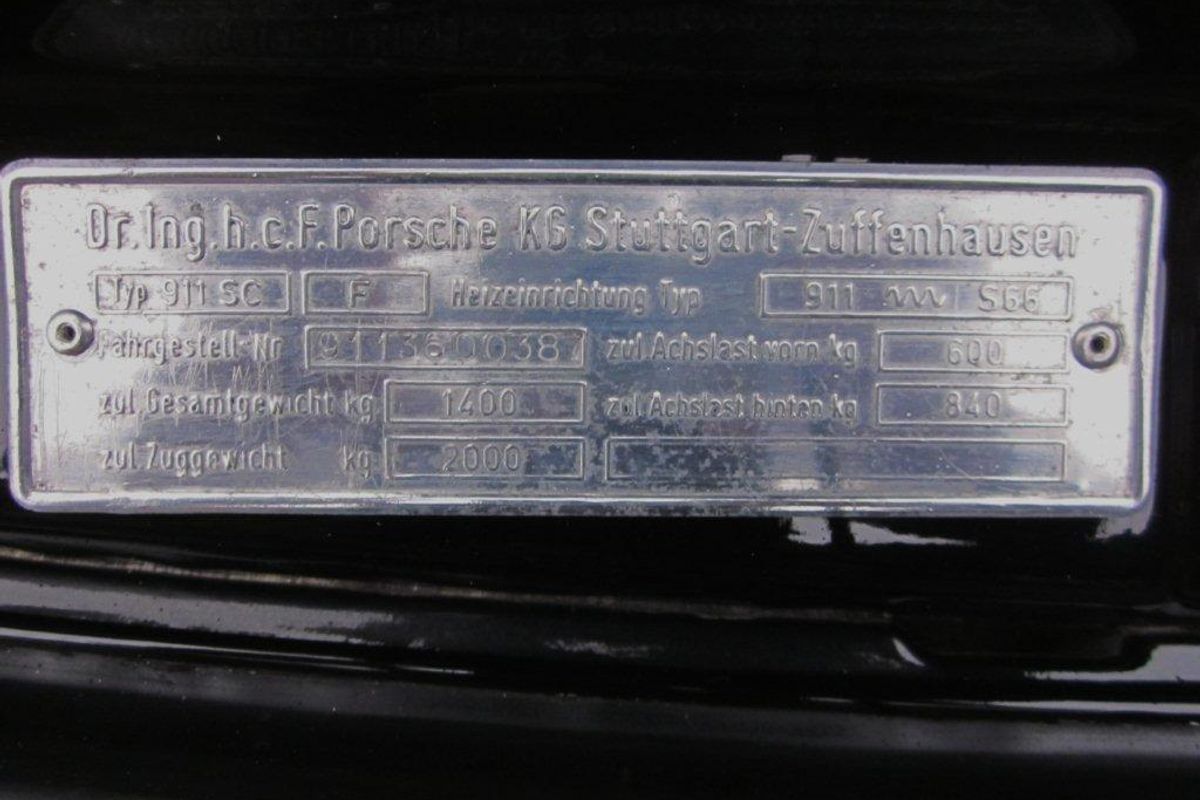 Dr.Ing.h.c.F.Porsche KG Stuttgart-Zuffenhausen
Typ 911 SC F Heizeinrichtung Typ 911 S66
Fahrgestell-Nr 9113600387 zul.Achslast vorn kg 600
zul.Gesamtgewicht kg 1400 zul.Achslast hinten kg 840
zul.Zuggewicht kg 2000